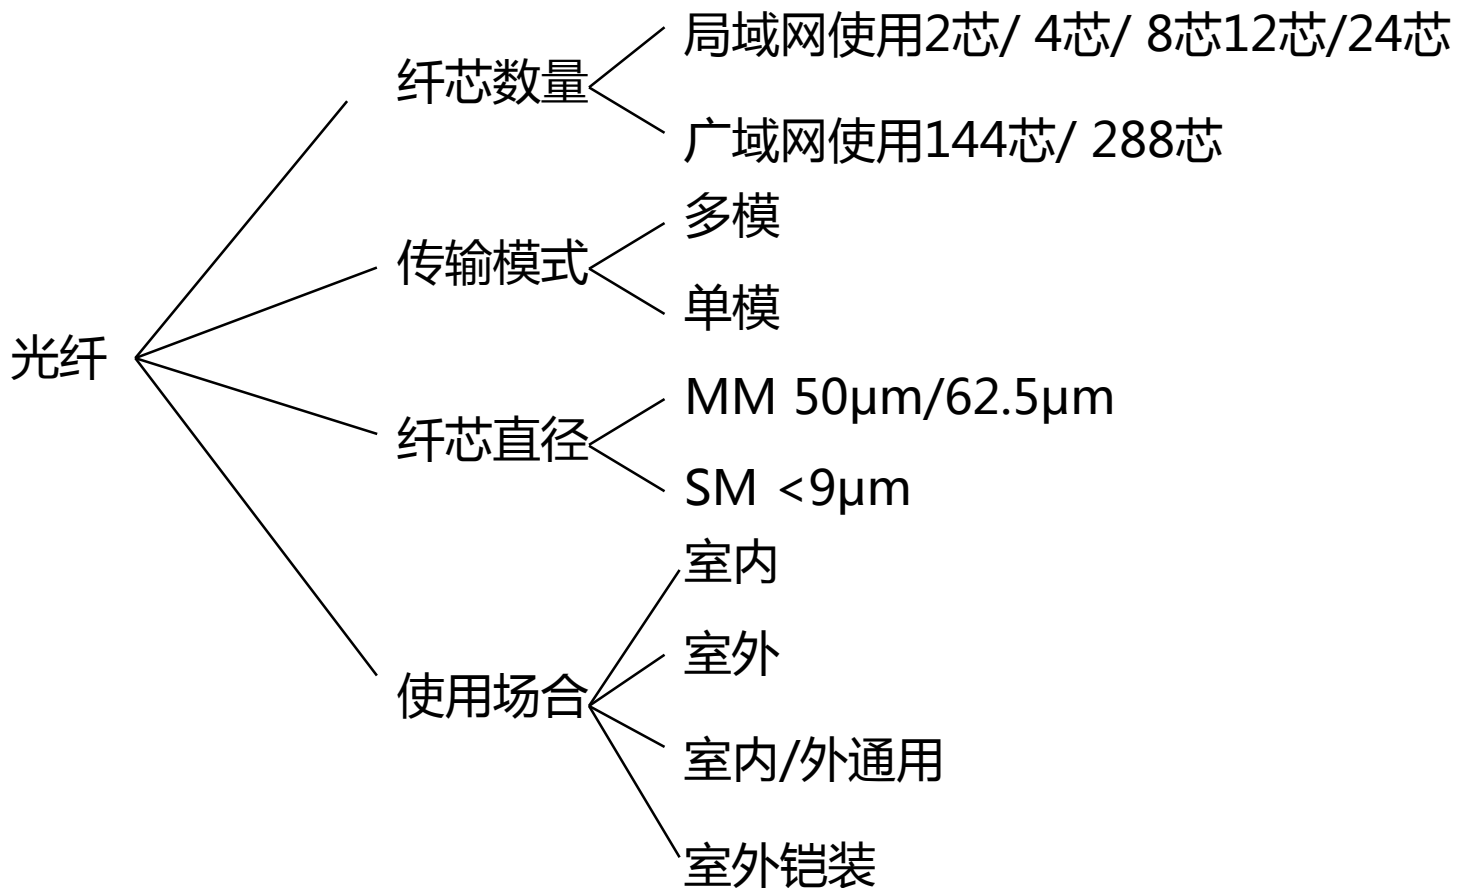 光纤
纤芯数量
局域网使用2芯/ 4芯/ 8芯12芯/24芯
广域网使用144芯/ 288芯
传输模式
多模
单模
纤芯直径
MM 50μm/62.5μm
SM <9μm
使用场合
室内
室外
室内/外通用
室外铠装